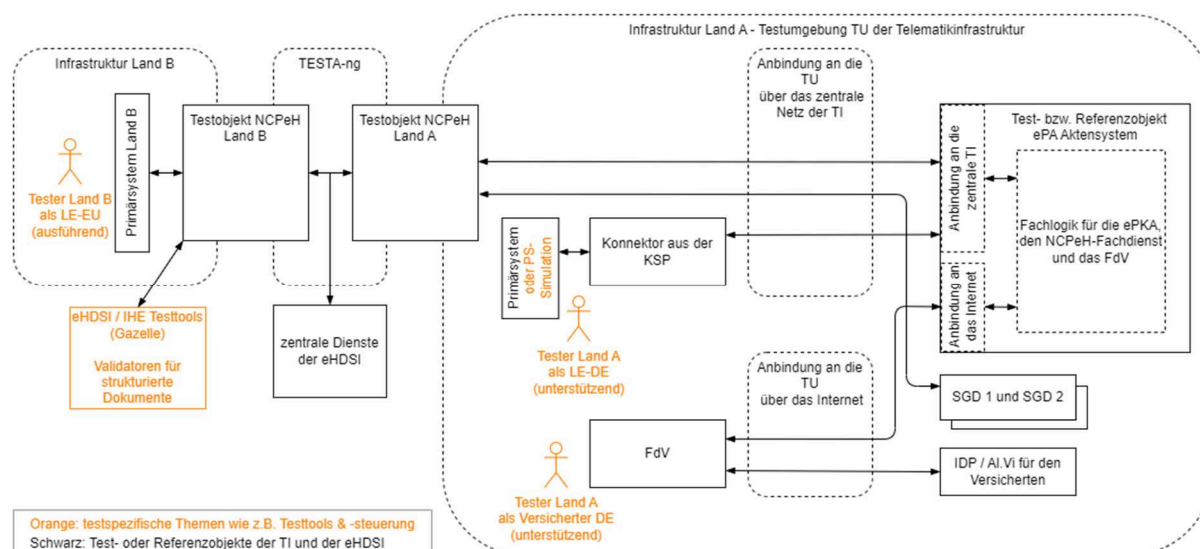 Infrastruktur Land A - Testumgebung TU der Telematikinfrastruktur
Infrastruktur Land B
TESTA-ng
Anbindung an die
TU
über das zentrale
Netz der TI
Primärsystem Land B
Testobjekt NCPeH
Land B
Testobjekt NCPeH
Land A
Tester Land B
als LE-EU
(ausführend)
Test- bzw. Referenzobjekt
ePA Aktensystem
Anbindung an die
zentrale TI
Fachlogik für die ePKA,
den NCPeH-Fachdienst
und das FdV
Anbindung an
das Internet
Primärsystem
oder PS-
Simulation
Konnektor aus der
KSP
Tester Land A
als LE-DE
(unterstützend)
eHDSI / IHE Testtools
(Gazelle)
Validatoren für
strukturierte
Dokumente
zentrale Dienste
der eHDSI
Anbindung an die
TU
über das Internet
SGD 1 und SGD 2
FdV
IDP / Al.Vi für den
Versicherten
Tester Land A
als Versicherter DE
(unterstützend)
Orange: testspezifische Themen wie z.B. Testtools & -steuerung
Schwarz: Test- oder Referenzobjekte der TI und der eHDSI